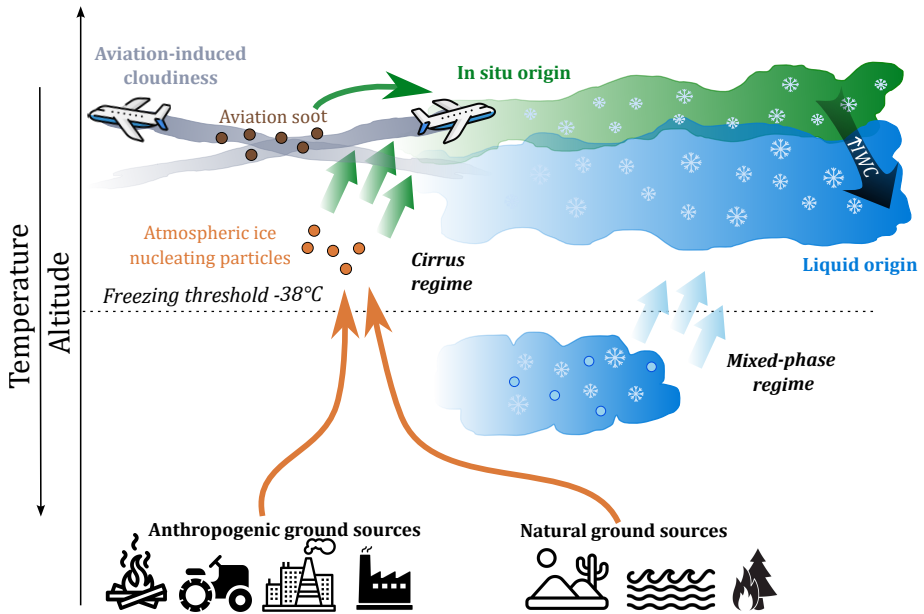 Aviation-induced
cloudiness
In situ origin
Aviation soot
↑IWC
Atmospheric ice
nucleating particles
Cirrus
regime
Liquid origin
Freezing threshold -38°C
Temperature
Altitude
Mixed-phase
regime
Anthropogenic ground sources
Natural ground sources